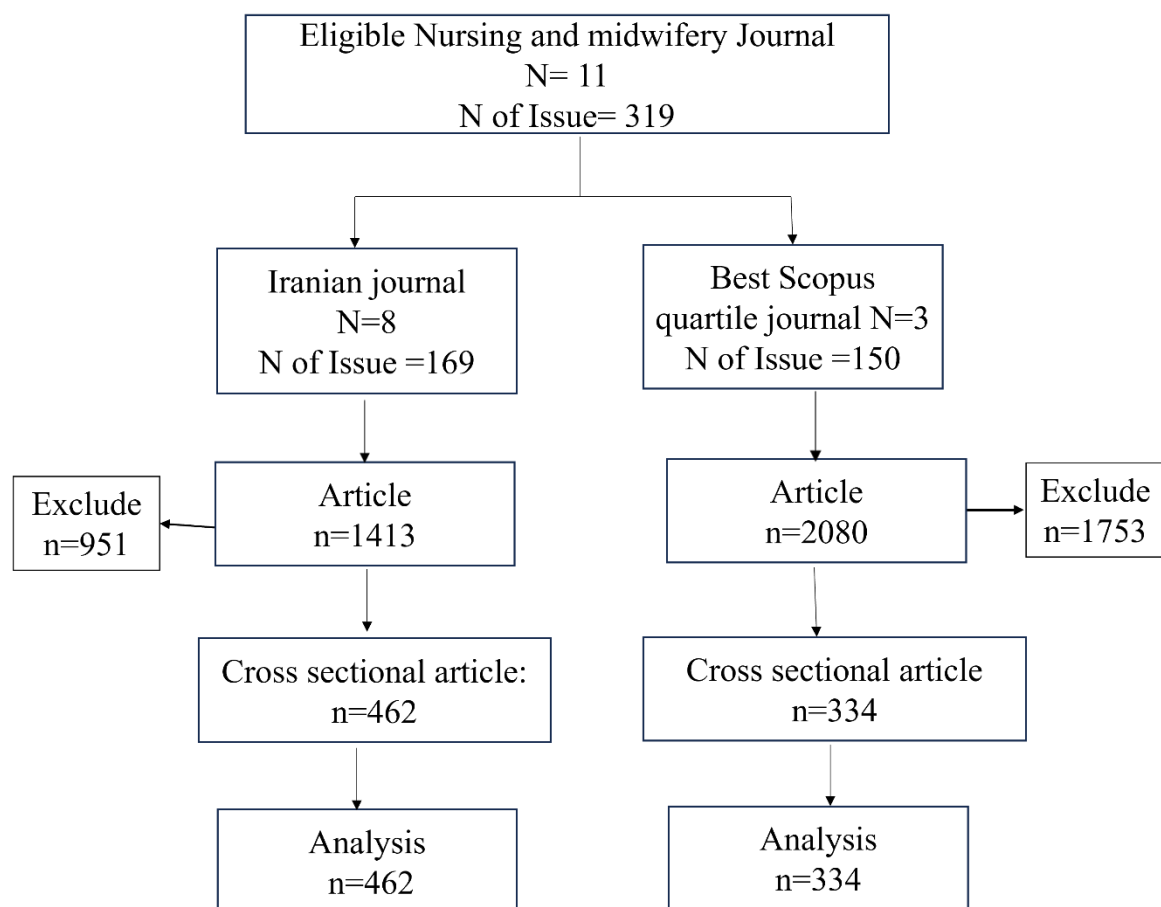 Eligible Nursing and midwifery Journal
N= 11
N of Issue= 319
Iranian journal
N=8
N of Issue =169
Best Scopus
quartile journal N=3
N of Issue =150
Exclude
n=951
Article
n=1413
Article
n=2080
Exclude
n=1753
Cross sectional article:
n=462
Cross sectional article
n=334
Analysis
n=462
Analysis
n=334